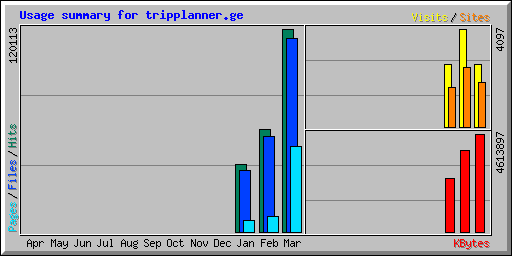 Usage summary for tripplanner.ge
Visits/Sites
120113
4097
Pages/Files/Hits
4613897
Apr May Jun Jul Aug Sep Oct Nov Dec Jan Feb Mar
KBytes